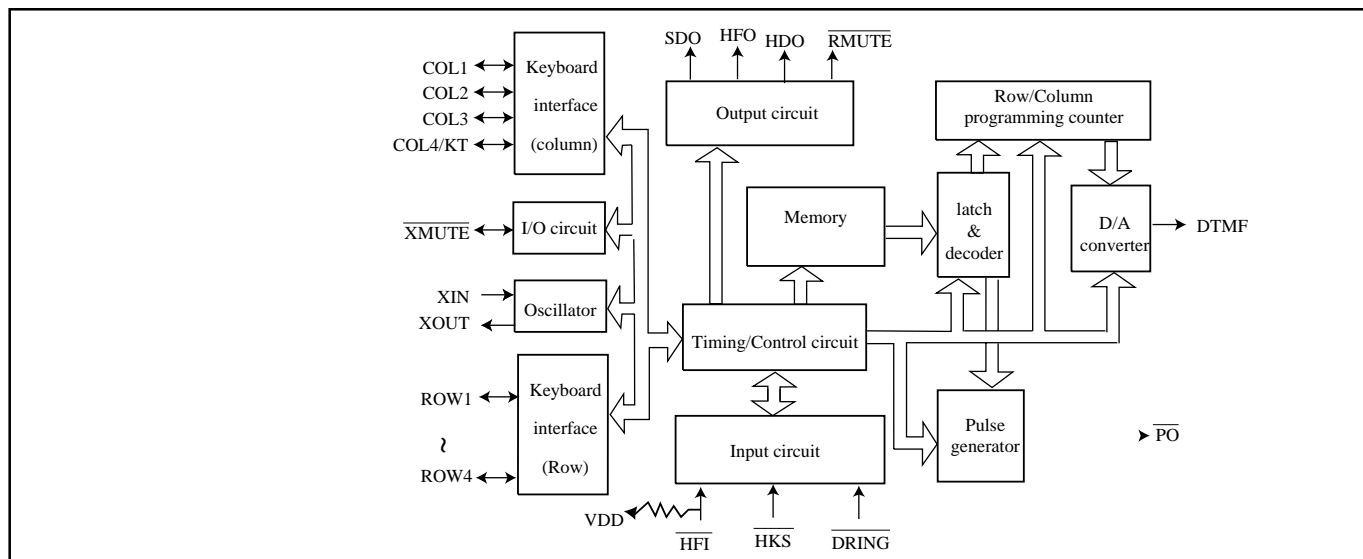 SDO
HFO
HDO
RMUTE
COL1
COL2
COL3
COL4/KT
Keyboard
interface
(column)
Output circuit
Row/Column
programming counter
XMUTE
I/O circuit
Memory
latch
&
decoder
D/A
converter
DTMF
XIN
XOUT
Oscillator
Timing/Control circuit
ROW1
~
ROW4
Keyboard
interface
(Row)
Input circuit
Pulse
generator
PO
VDD
HFI
HKS
DRING